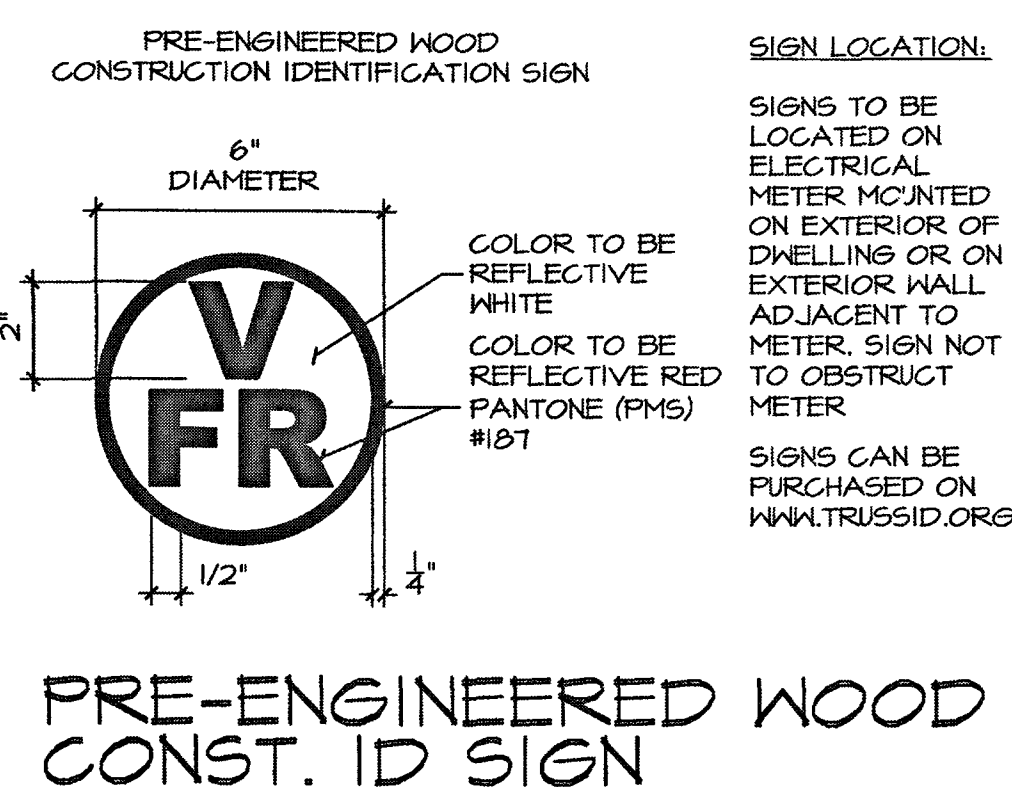 PRE-ENGINEERED WOOD
CONSTRUCTION IDENTIFICATION SIGN
6"
DIAMETER
2"
V
FR
1/2"
1/4"
COLOR TO BE
REFLECTIVE
WHITE
COLOR TO BE
REFLECTIVE RED
PANTONE (PMS)
#187
SIGN LOCATION:
SIGNS TO BE
LOCATED ON
ELECTRICAL
METER MOUNTED
ON EXTERIOR OF
DWELLING OR ON
EXTERIOR WALL
ADJACENT TO
METER. SIGN NOT
TO OBSTRUCT
METER
SIGNS CAN BE
PURCHASED ON
WWW.TRUSSID.ORG
PRE-ENGINEERED WOOD
CONST. ID SIGN